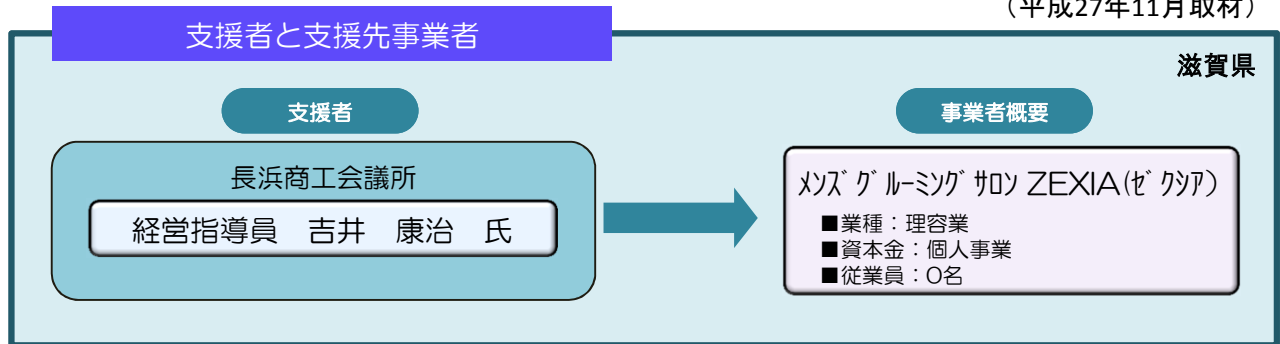 （平成27年11月取材）
支援者と支援先事業者
滋賀県
支援者
長浜商工会議所
経営指導員　吉井　康治　氏
事業者概要
ﾒﾝｽﾞｸﾞﾙｰﾐﾝｸﾞｻﾛﾝ ZEXIA(ｾﾞｸｼｱ)
■業種：理容業
■資本金：個人事業
■従業員：0名